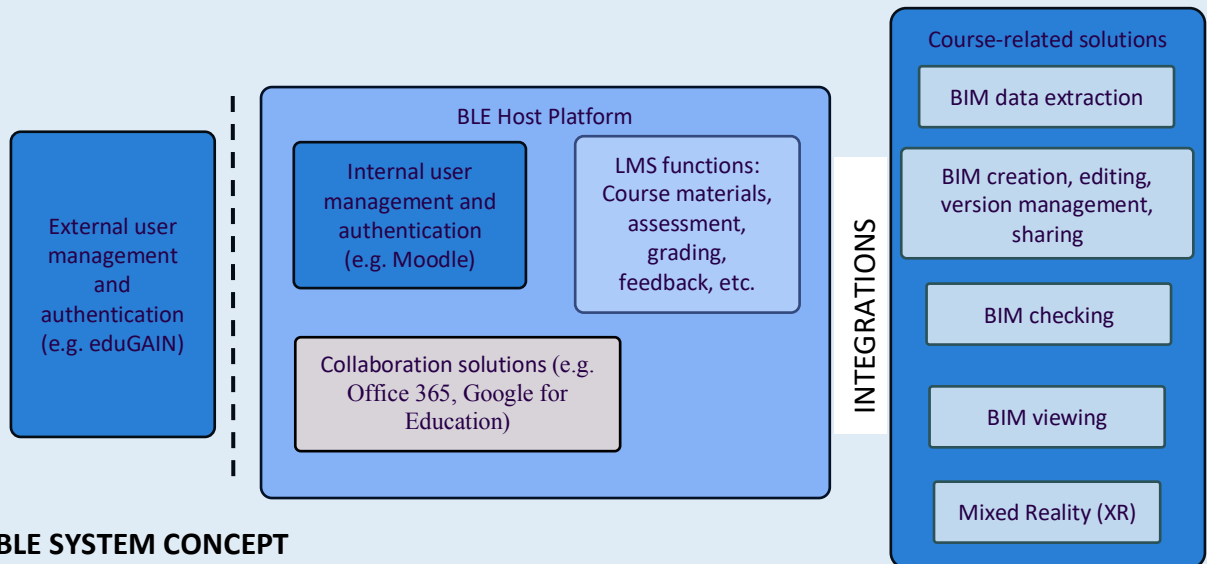 External user
management
and
authentication
(e.g. eduGAIN)
BLE Host Platform
Internal user
management and
authentication
(e.g. Moodle)
LMS functions:
Course materials,
assessment,
grading,
feedback, etc.
Collaboration solutions (e.g.
Office 365, Google for
Education)
INTEGRATIONS
Course-related solutions
BIM data extraction
BIM creation, editing,
version management,
sharing
BIM checking
BIM viewing
Mixed Reality (XR)
BLE SYSTEM CONCEPT